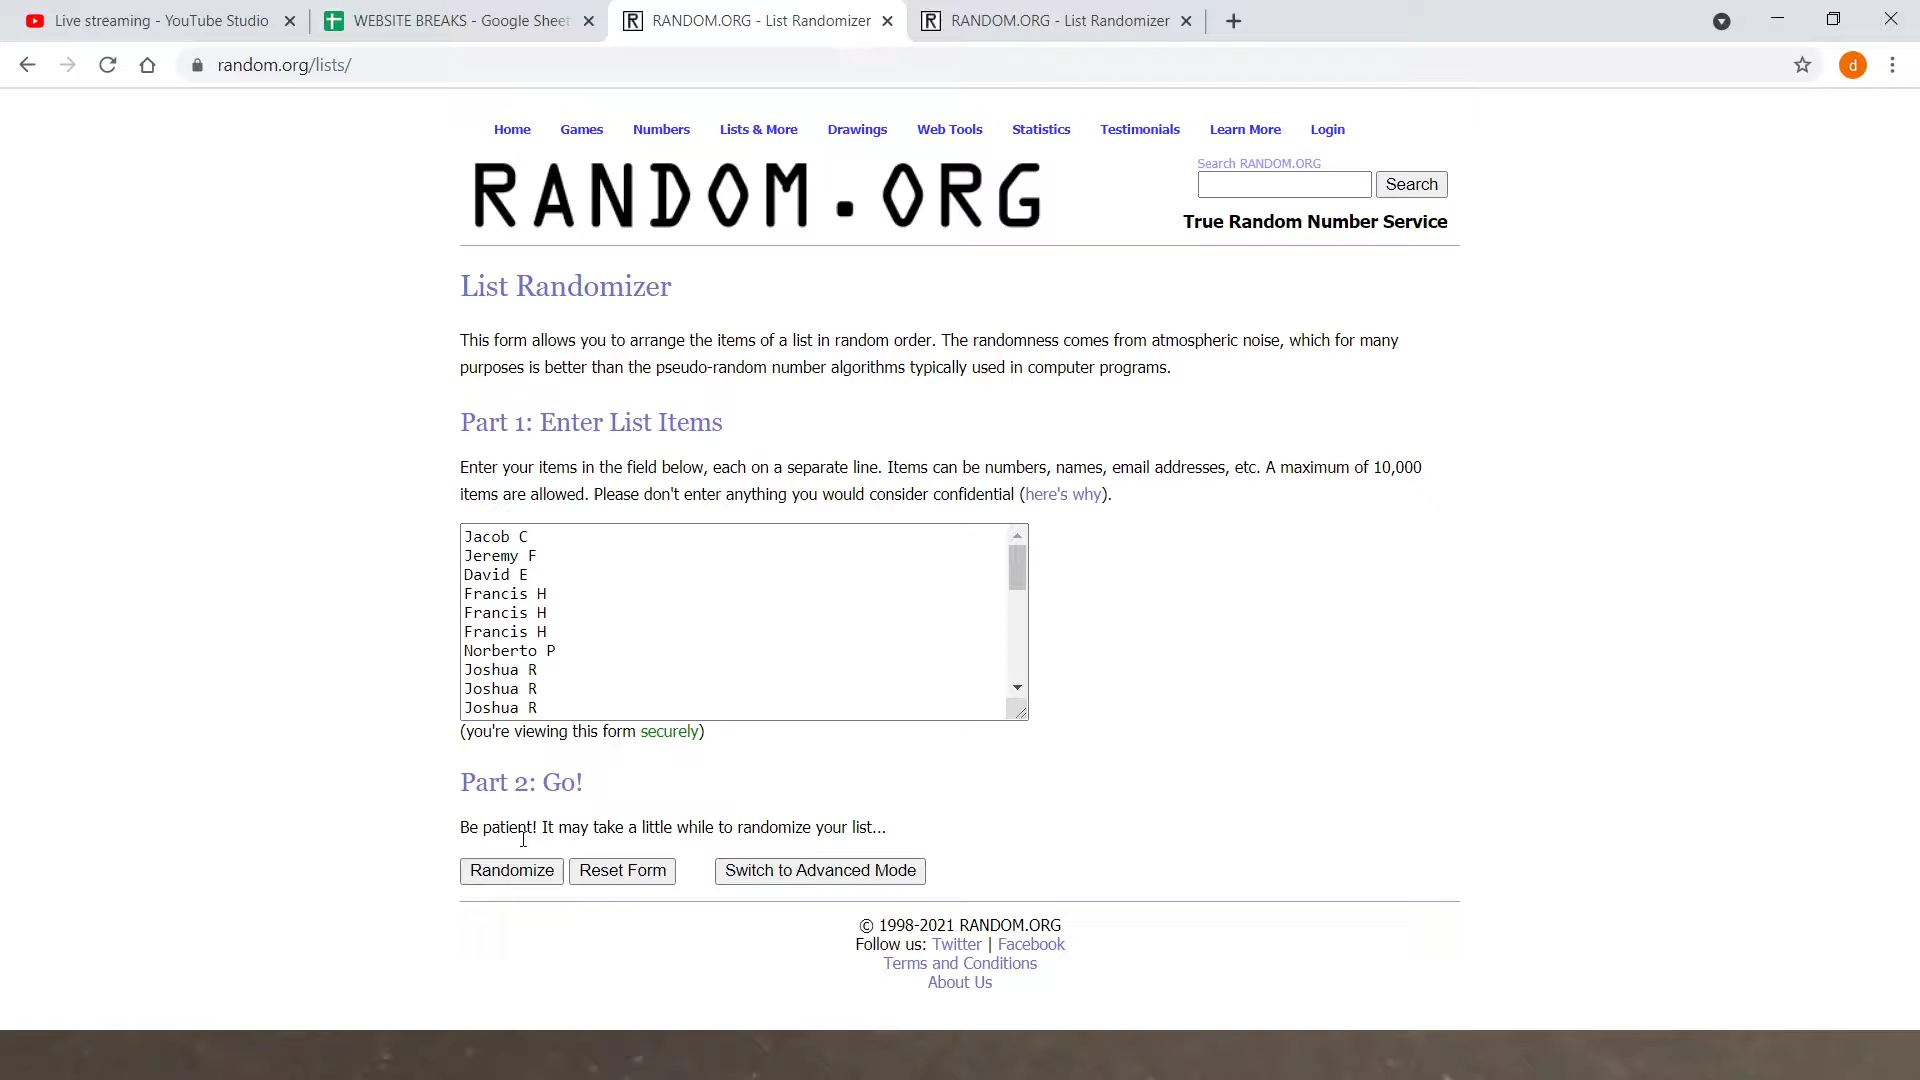 Live streaming - YouTube Studio
WEBSITE BREAKS - Google Sheet
RANDOM.ORG - List Randomizer
RANDOM.ORG - List Randomizer
random.org/lists/
d
Home Games Numbers Lists & More Drawings Web Tools Statistics Testimonials Learn More Login
RANDOM.ORG
Search RANDOM.ORG
Search
True Random Number Service
List Randomizer
This form allows you to arrange the items of a list in random order. The randomness comes from atmospheric noise, which for many
purposes is better than the pseudo-random number algorithms typically used in computer programs.
Part 1: Enter List Items
Enter your items in the field below, each on a separate line. Items can be numbers, names, email addresses, etc. A maximum of 10,000
items are allowed. Please don't enter anything you would consider confidential (here's why).
Jacob C
Jeremy F
David E
Francis H
Francis H
Francis H
Norberto P
Joshua R
Joshua R
Joshua R
(you're viewing this form securely)
Part 2: Go!
Be patient! It may take a little while to randomize your list...
Randomize Reset Form Switch to Advanced Mode
© 1998-2021 RANDOM.ORG
Follow us: Twitter | Facebook
Terms and Conditions
About Us